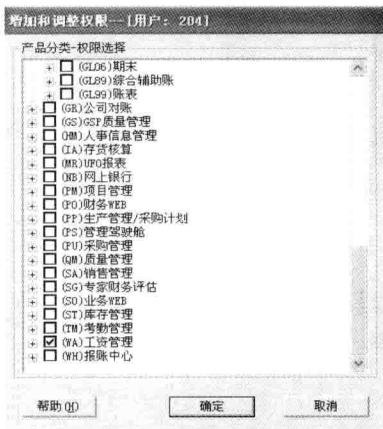 增加和调整权限--[用户: 204]
产品分类-权限选择
(GL06)期末
(GL89)综合辅助账
(GL99)账表
(GR)公司对账
(GS)GSP质量管理
(HM)人事信息管理
(IA)存货核算
(MR)UFO报表
(NB)网上银行
(PM)项目管理
(PO)财务WEB
(PP)生产管理/采购计划
(PS)管理驾驶舱
(PU)采购管理
(QM)质量管理
(SA)销售管理
(SG)专家财务评估
(SO)业务WEB
(ST)库存管理
(TM)考勤管理
(WA)工资管理
(WH)报账中心
帮助(H) 确定 取消